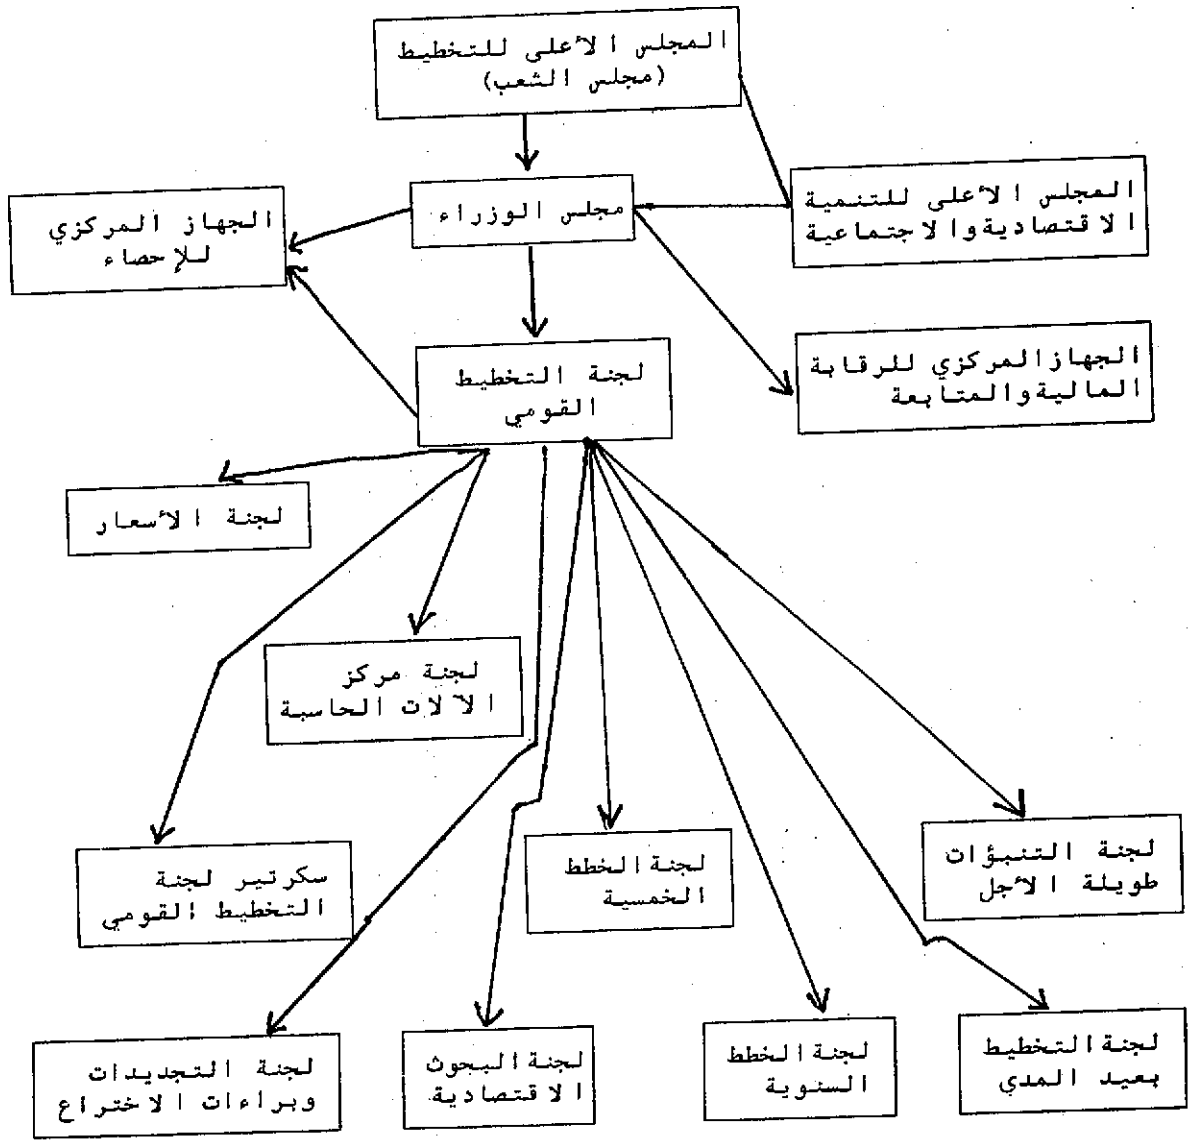 المجلس الأعلى للتخطيط
(مجلس الشعب)
المجلس الأعلى للتنمية
الاقتصادية والاجتماعية
مجلس الوزراء
الجهاز المركزي
للإحصاء
الجهاز المركزي للرقابة
المالية والمتابعة
لجنة التخطيط
القومي
لجنة الأسعار
لجنة مركز
الآلات الحاسبة
لجنة التنبؤات
طويلة الأجل
لجنة الخطط
الخمسية
سكرتير لجنة
التخطيط القومي
لجنة التخطيط
بعيد المدي
لجنة الخطط
السنوية
لجنة البحوث
الاقتصادية
لجنة التجديدات
وبراءات الاختراع